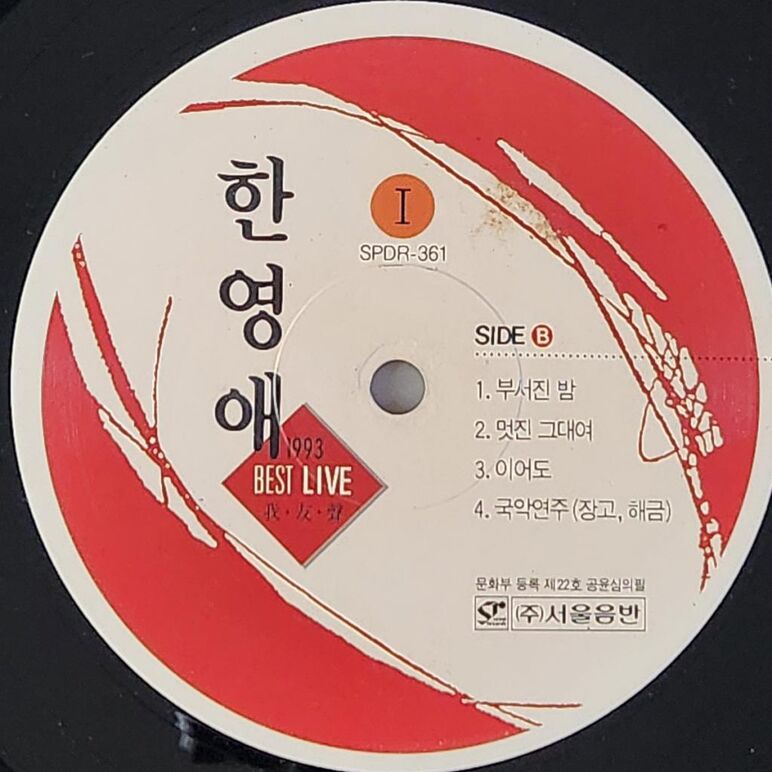 한영애
I
SPDR-361
1993
BEST LIVE
我·友·聲
SIDE B
1. 부서진 밤
2. 멋진 그대여
3. 이어도
4. 국악연주(장고, 해금)
문화부 등록 제22호 공윤심의필
(주)서울음반